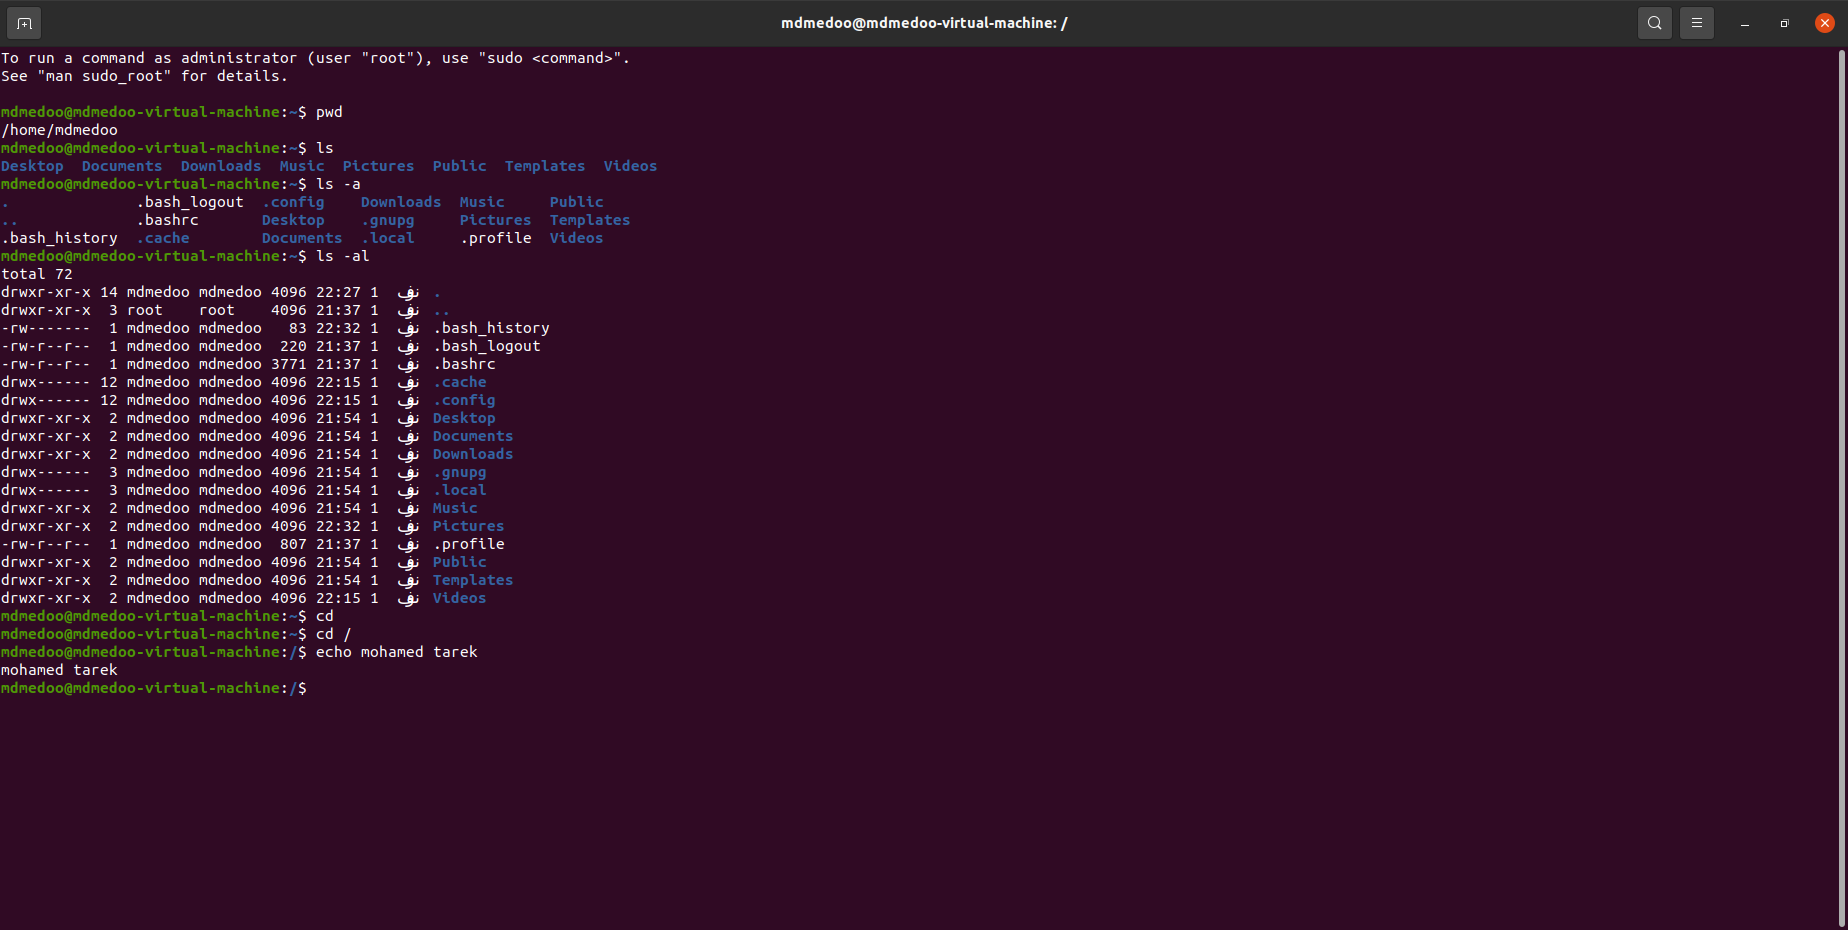 mdmedoo@mdmedoo-virtual-machine: /
To run a command as administrator (user "root"), use "sudo <command>".
See "man sudo_root" for details.

mdmedoo@mdmedoo-virtual-machine:~$ pwd
/home/mdmedoo
mdmedoo@mdmedoo-virtual-machine:~$ ls
Desktop  Documents  Downloads  Music  Pictures  Public  Templates  Videos
mdmedoo@mdmedoo-virtual-machine:~$ ls -a
.              .bash_logout  .config    Downloads  Music     Public
..             .bashrc       Desktop    .gnupg     Pictures  Templates
.bash_history  .cache        Documents  .local     .profile  Videos
mdmedoo@mdmedoo-virtual-machine:~$ ls -al
total 72
drwxr-xr-x 14 mdmedoo mdmedoo 4096 22:27 1  نوف .
drwxr-xr-x  3 root    root    4096 21:37 1  نوف ..
-rw-------  1 mdmedoo mdmedoo   83 22:32 1  نوف .bash_history
-rw-r--r--  1 mdmedoo mdmedoo  220 21:37 1  نوف .bash_logout
-rw-r--r--  1 mdmedoo mdmedoo 3771 21:37 1  نوف .bashrc
drwx------ 12 mdmedoo mdmedoo 4096 22:15 1  نوف .cache
drwx------ 12 mdmedoo mdmedoo 4096 22:15 1  نوف .config
drwxr-xr-x  2 mdmedoo mdmedoo 4096 21:54 1  نوف Desktop
drwxr-xr-x  2 mdmedoo mdmedoo 4096 21:54 1  نوف Documents
drwxr-xr-x  2 mdmedoo mdmedoo 4096 21:54 1  نوف Downloads
drwx------  3 mdmedoo mdmedoo 4096 21:54 1  نوف .gnupg
drwx------  3 mdmedoo mdmedoo 4096 21:54 1  نوف .local
drwxr-xr-x  2 mdmedoo mdmedoo 4096 21:54 1  نوف Music
drwxr-xr-x  2 mdmedoo mdmedoo 4096 22:32 1  نوف Pictures
-rw-r--r--  1 mdmedoo mdmedoo  807 21:37 1  نوف .profile
drwxr-xr-x  2 mdmedoo mdmedoo 4096 21:54 1  نوف Public
drwxr-xr-x  2 mdmedoo mdmedoo 4096 21:54 1  نوف Templates
drwxr-xr-x  2 mdmedoo mdmedoo 4096 22:15 1  نوف Videos
mdmedoo@mdmedoo-virtual-machine:~$ cd
mdmedoo@mdmedoo-virtual-machine:~$ cd /
mdmedoo@mdmedoo-virtual-machine:/$ echo mohamed tarek
mohamed tarek
mdmedoo@mdmedoo-virtual-machine:/$